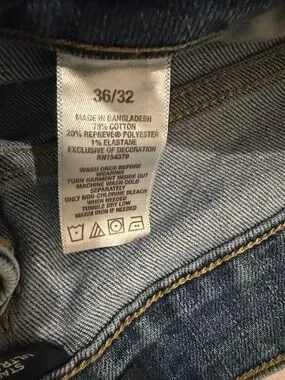 36/32
MADE IN BANGLADESH
79% COTTON
20% REPREVE® POLYESTER
1% ELASTANE
EXCLUSIVE OF DECORATION
RN154379
WASH ONCE BEFORE
WEARING
TURN GARMENT INSIDE OUT
MACHINE WASH COLD
SEPARATELY
ONLY NON-CHLORINE BLEACH
WHEN NEEDED
TUMBLE DRY LOW
WARM IRON IF NEEDED